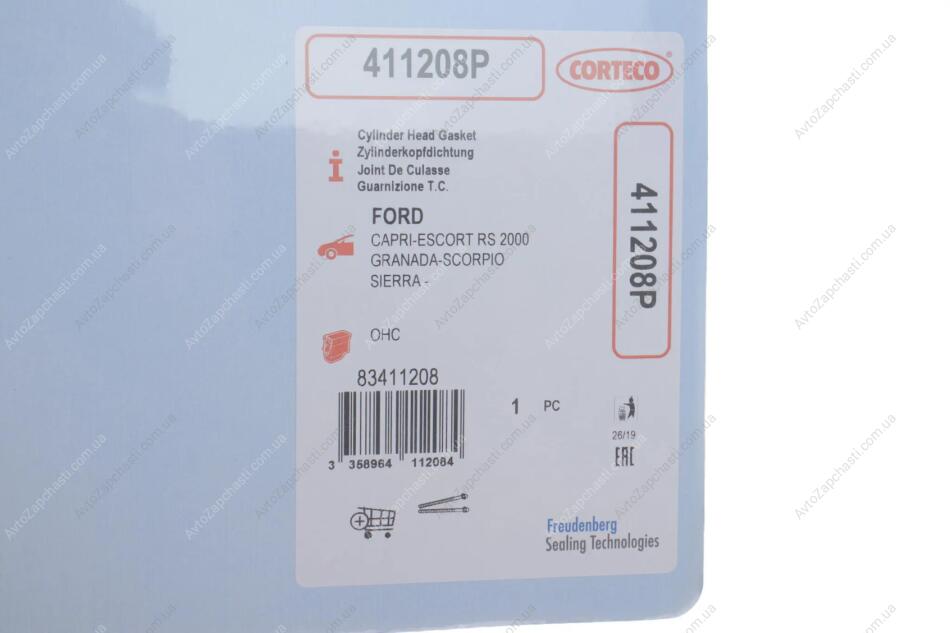 411208P
CORTECO®
Cylinder Head Gasket
Zylinderkopfdichtung
Joint De Culasse
Guarnizione T.C.
FORD
CAPRI-ESCORT RS 2000
GRANADA-SCORPIO
SIERRA -
411208P
OHC
83411208
3 358964 112084
1 PC
26/19
EAC
Freudenberg
Sealing Technologies
AvtoZapchasti.com.ua